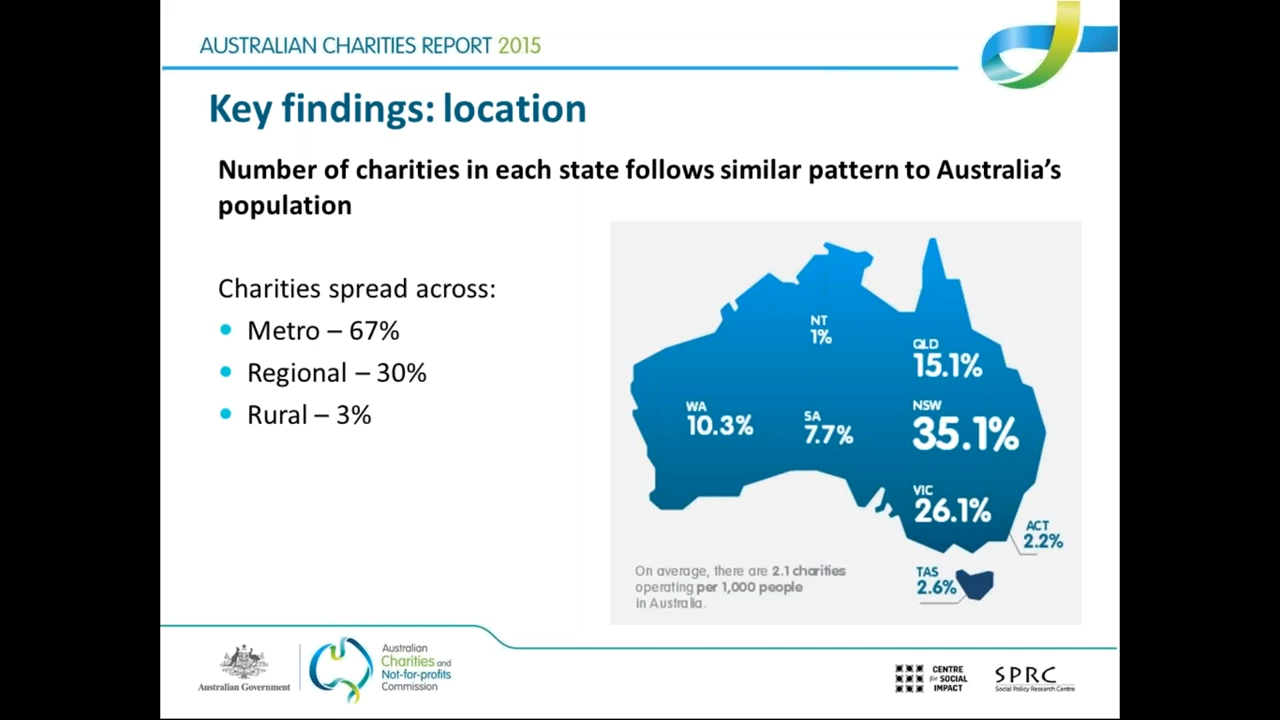 AUSTRALIAN CHARITIES REPORT 2015
Key findings: location
Number of charities in each state follows similar pattern to Australia’s
population
Charities spread across:
• Metro – 67%
• Regional – 30%
• Rural – 3%
NT
1%
QLD
15.1%
WA
10.3%
SA
7.7%
NSW
35.1%
VIC
26.1%
ACT
2.2%
TAS
2.6%
On average, there are 2.1 charities
operating per 1,000 people
in Australia.
Australian Government
Australian
Charities and
Not-for-profits
Commission
CENTRE
for SOCIAL
IMPACT
SPRC
Social Policy Research Centre